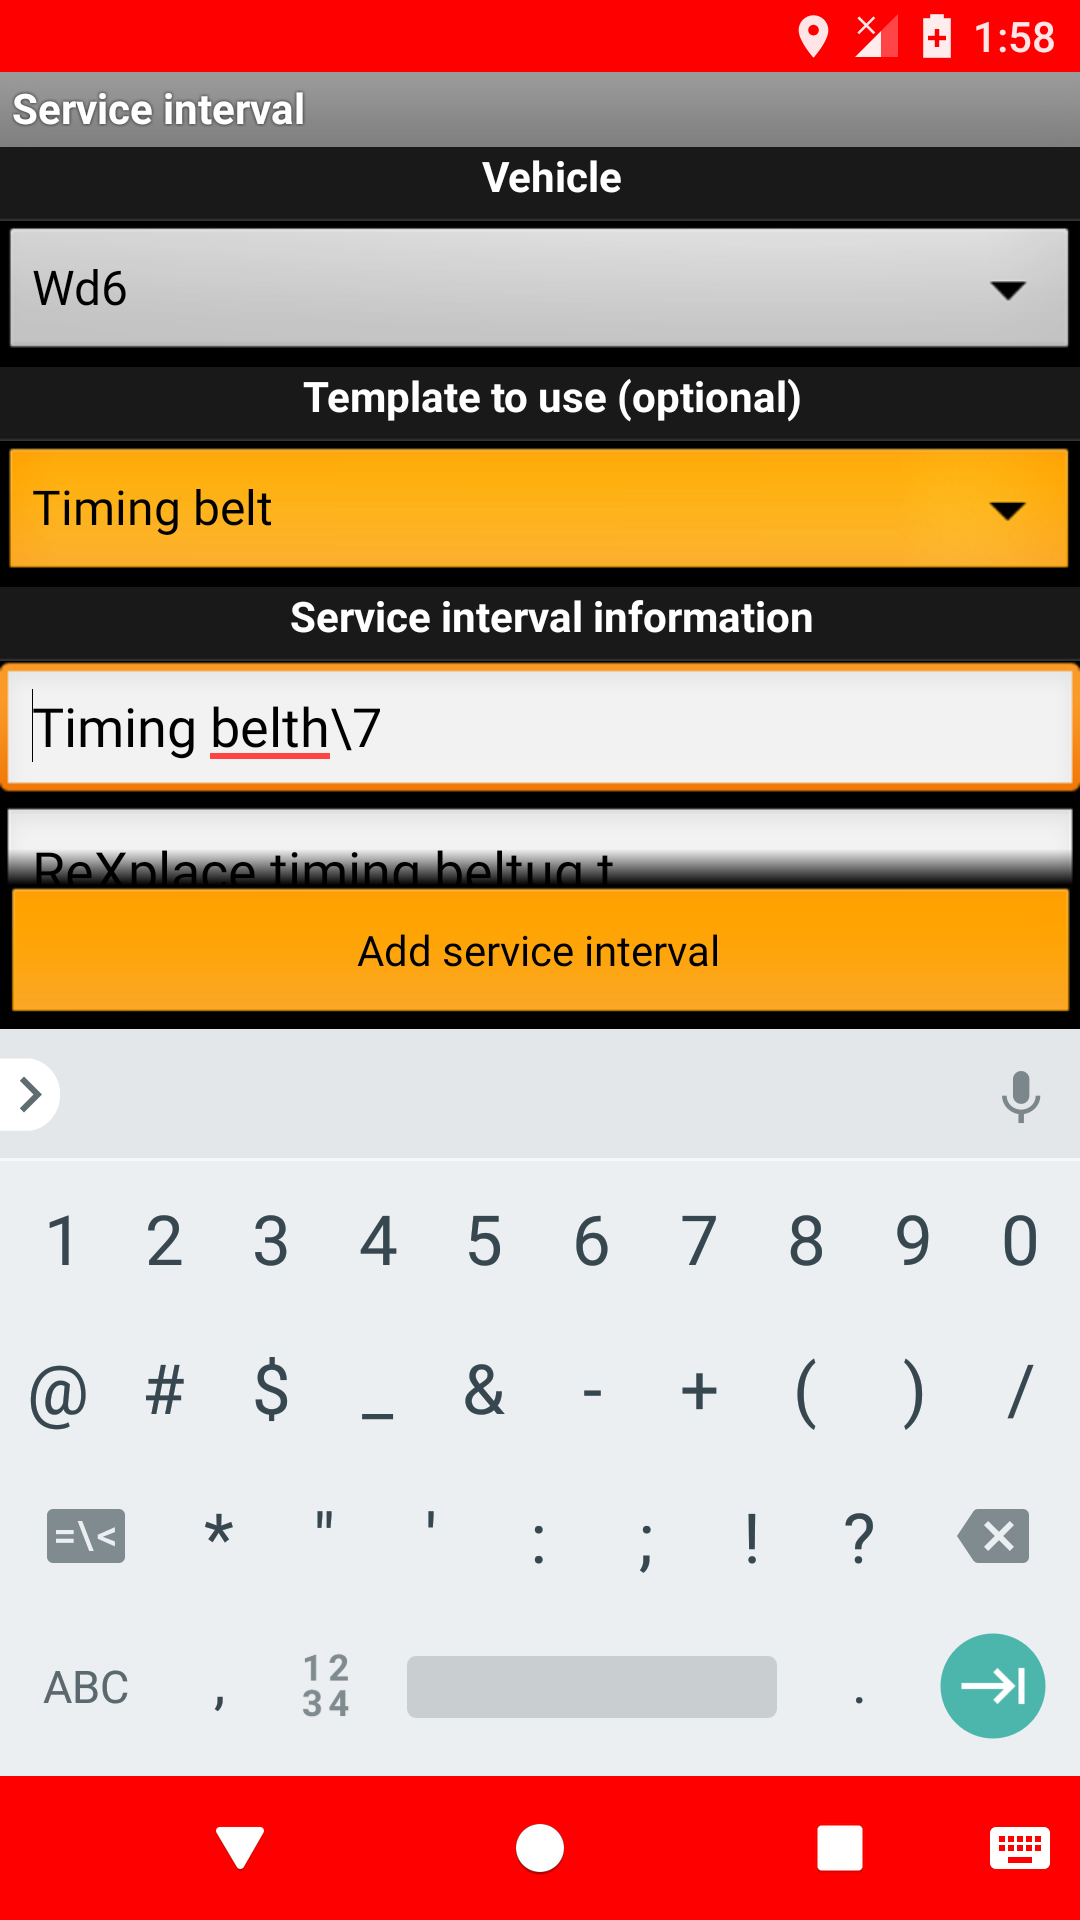 1:58
Service interval
Vehicle
Wd6
Template to use (optional)
Timing belt
Service interval information
Timing belth\7
ReXplace timing beltug t
Add service interval
1 2 3 4 5 6 7 8 9 0
@ # $ _ & - + ( ) /
=\< * " ' : ; ! ?
ABC , 12 34 .